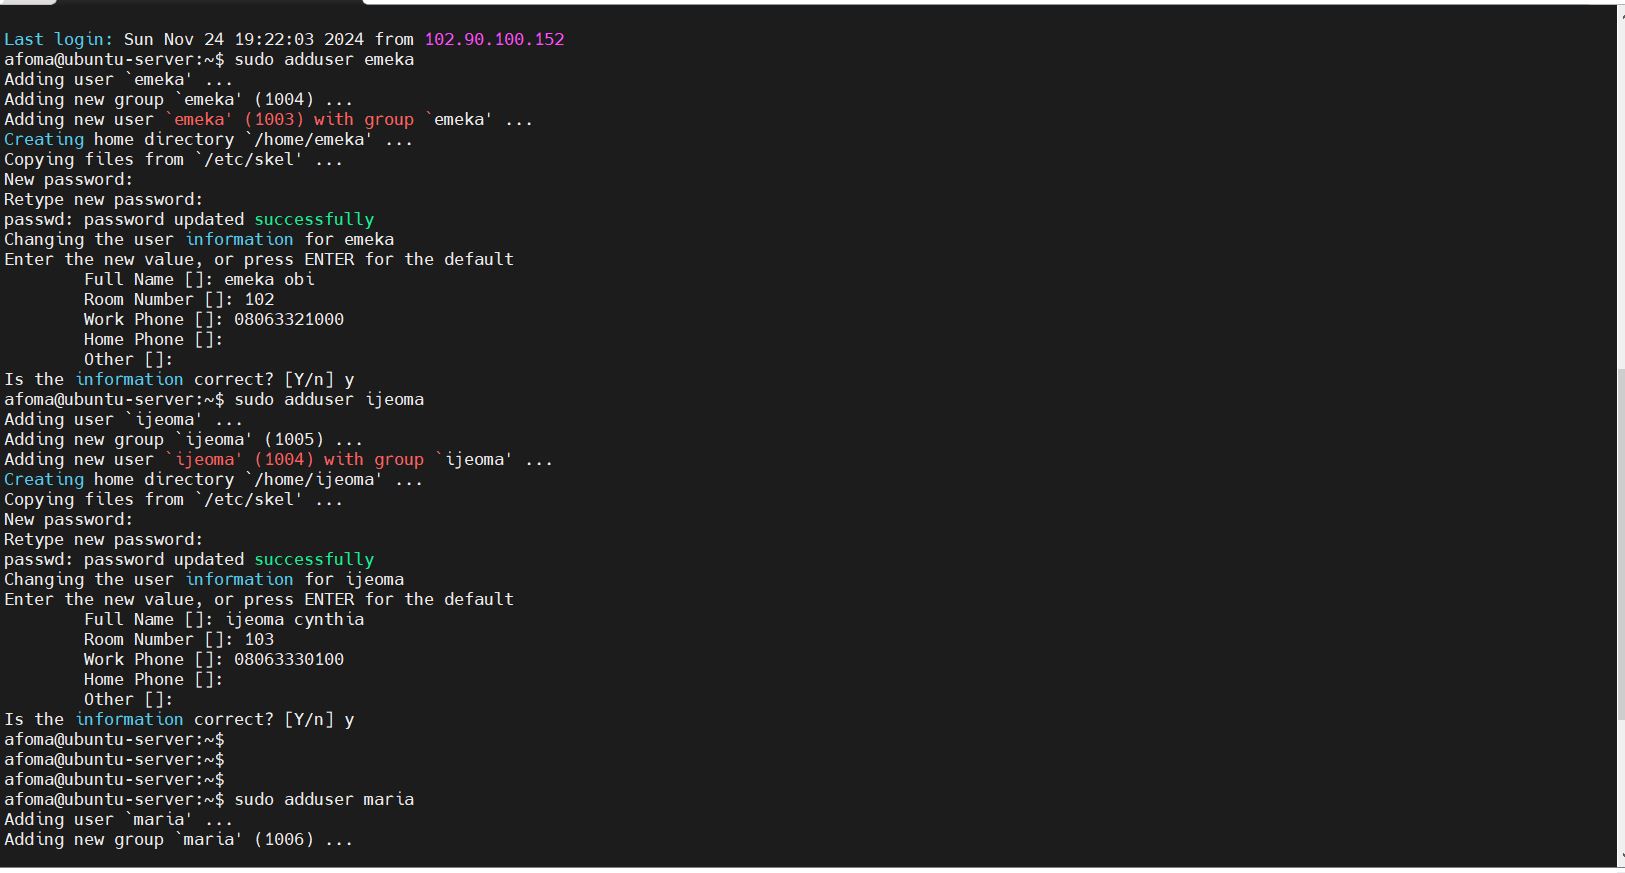 Last login: Sun Nov 24 19:22:03 2024 from 102.90.100.152
afoma@ubuntu-server:~$ sudo adduser emeka
Adding user `emeka' ...
Adding new group `emeka' (1004) ...
Adding new user `emeka' (1003) with group `emeka' ...
Creating home directory `/home/emeka' ...
Copying files from `/etc/skel' ...
New password:
Retype new password:
passwd: password updated successfully
Changing the user information for emeka
Enter the new value, or press ENTER for the default
        Full Name []: emeka obi
        Room Number []: 102
        Work Phone []: 08063321000
        Home Phone []:
        Other []:
Is the information correct? [Y/n] y
afoma@ubuntu-server:~$ sudo adduser ijeoma
Adding user `ijeoma' ...
Adding new group `ijeoma' (1005) ...
Adding new user `ijeoma' (1004) with group `ijeoma' ...
Creating home directory `/home/ijeoma' ...
Copying files from `/etc/skel' ...
New password:
Retype new password:
passwd: password updated successfully
Changing the user information for ijeoma
Enter the new value, or press ENTER for the default
        Full Name []: ijeoma cynthia
        Room Number []: 103
        Work Phone []: 08063330100
        Home Phone []:
        Other []:
Is the information correct? [Y/n] y
afoma@ubuntu-server:~$
afoma@ubuntu-server:~$
afoma@ubuntu-server:~$
afoma@ubuntu-server:~$ sudo adduser maria
Adding user `maria' ...
Adding new group `maria' (1006) ...